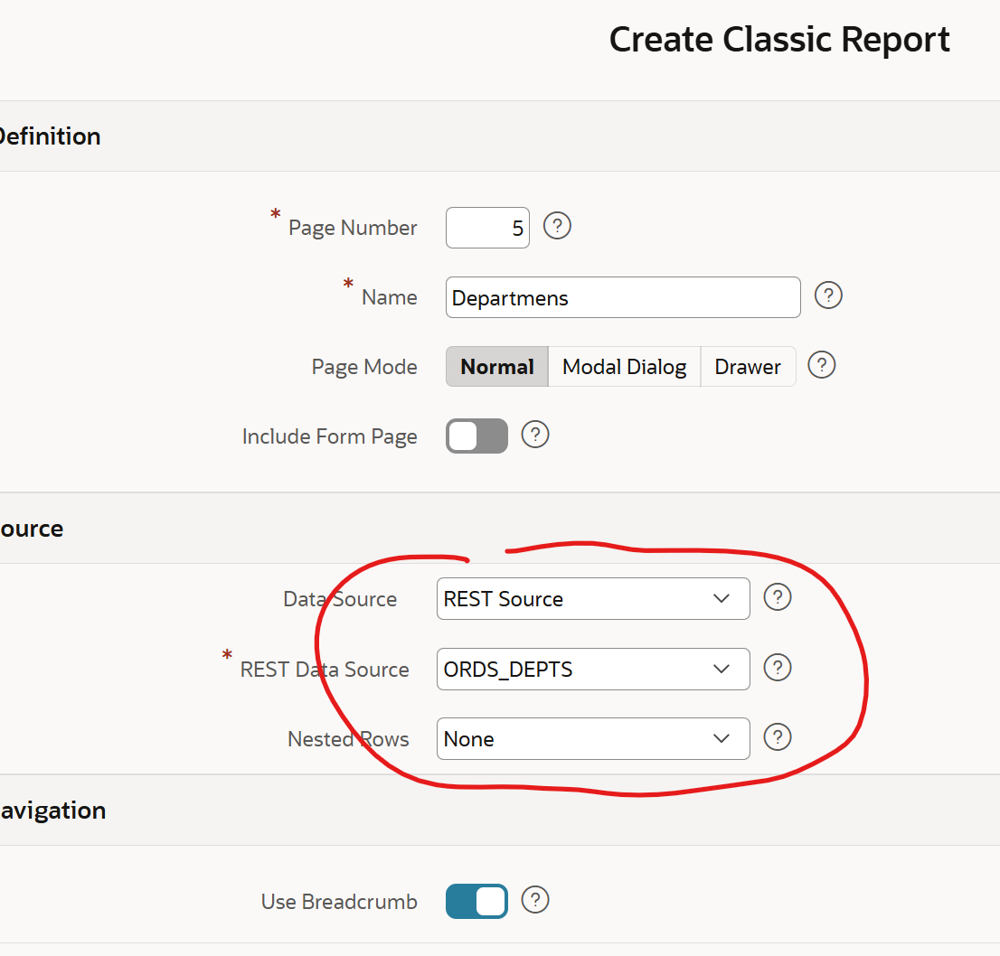 Create Classic Report
Definition
* Page Number 5 ?
* Name Departmens ?
Page Mode Normal Modal Dialog Drawer ?
Include Form Page ?
ource
Data Source REST Source ?
* REST Data Source ORDS_DEPTS ?
Nested Rows None ?
avigation
Use Breadcrumb ?